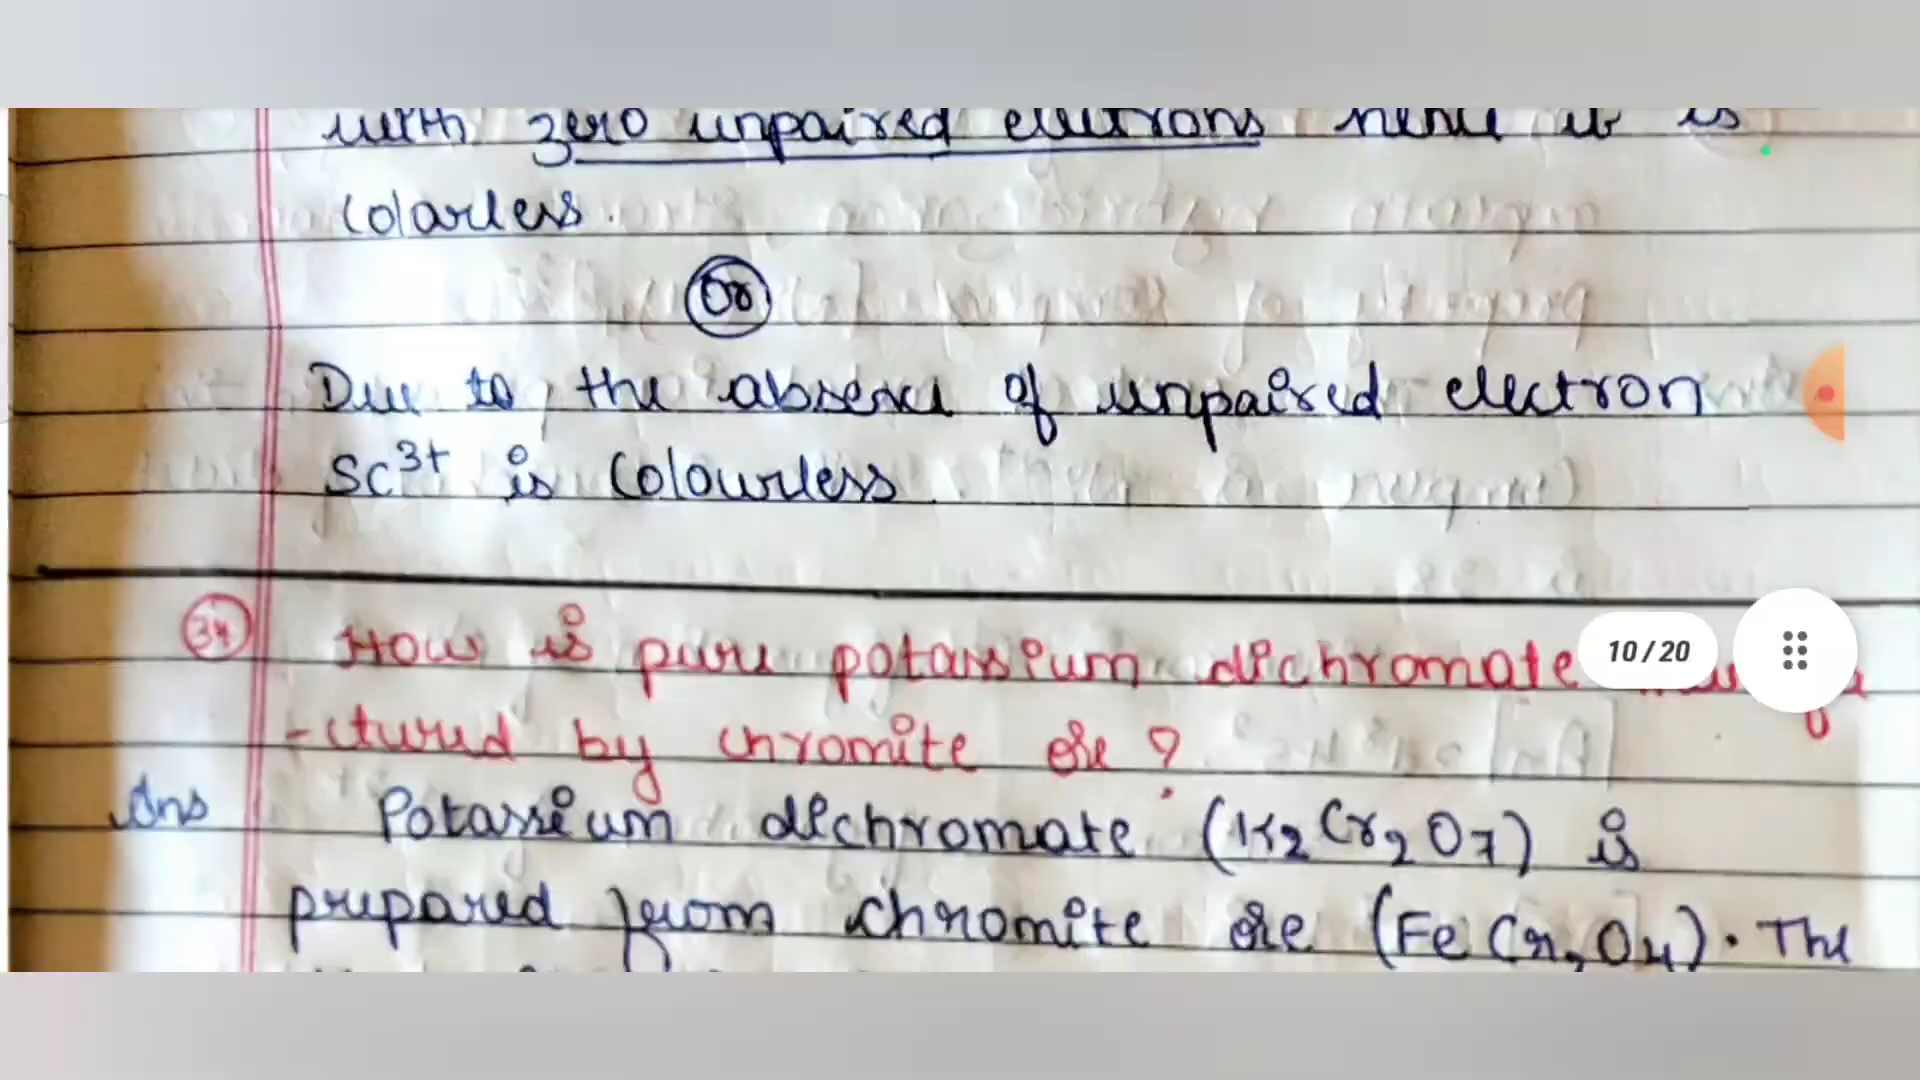 with zero unpaired electrons hence it is
Colarless.
Or
Due to the absence of unpaired electron
Sc3+ is Colourless
34 How is pure potassium dichromate
-ctured by chromite ore ?
Ans Potassium dichromate (K2Cr2O7) is
prepared from chromite ore (FeCr2O4). The
10/20